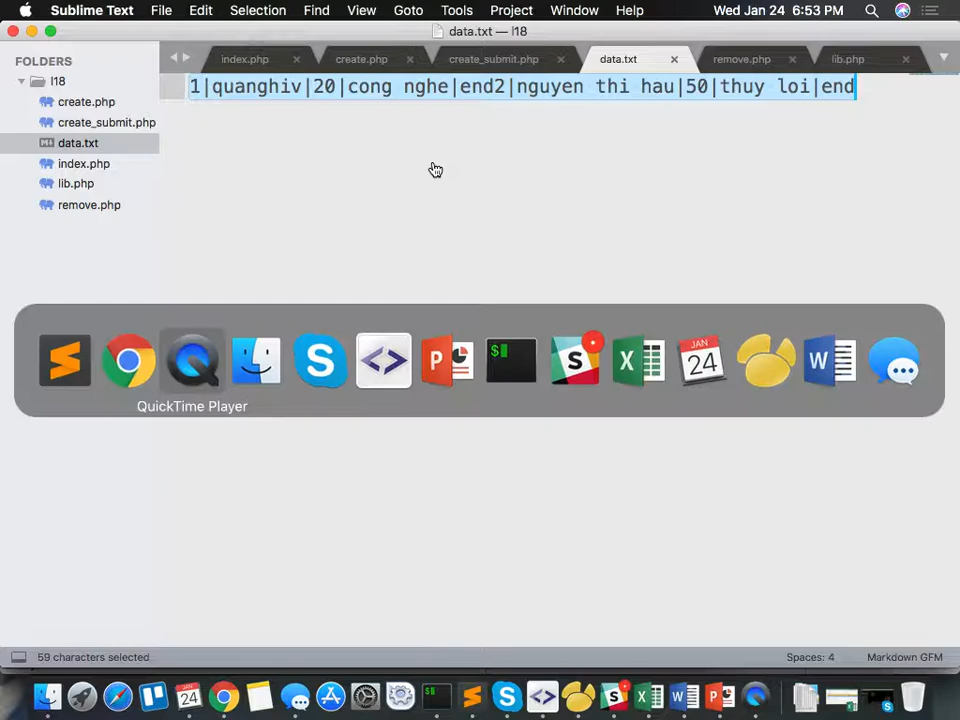 Sublime Text File Edit Selection Find View Goto Tools Project Window Help Wed Jan 24 6:53 PM
data.txt — l18
FOLDERS
l18
create.php
create_submit.php
data.txt
index.php
lib.php
remove.php
index.php create.php create_submit.php data.txt remove.php lib.php
1|quanghiv|20|cong nghe|end2|nguyen thi hau|50|thuy loi|end
JAN
24
QuickTime Player
59 characters selected Spaces: 4 Markdown GFM